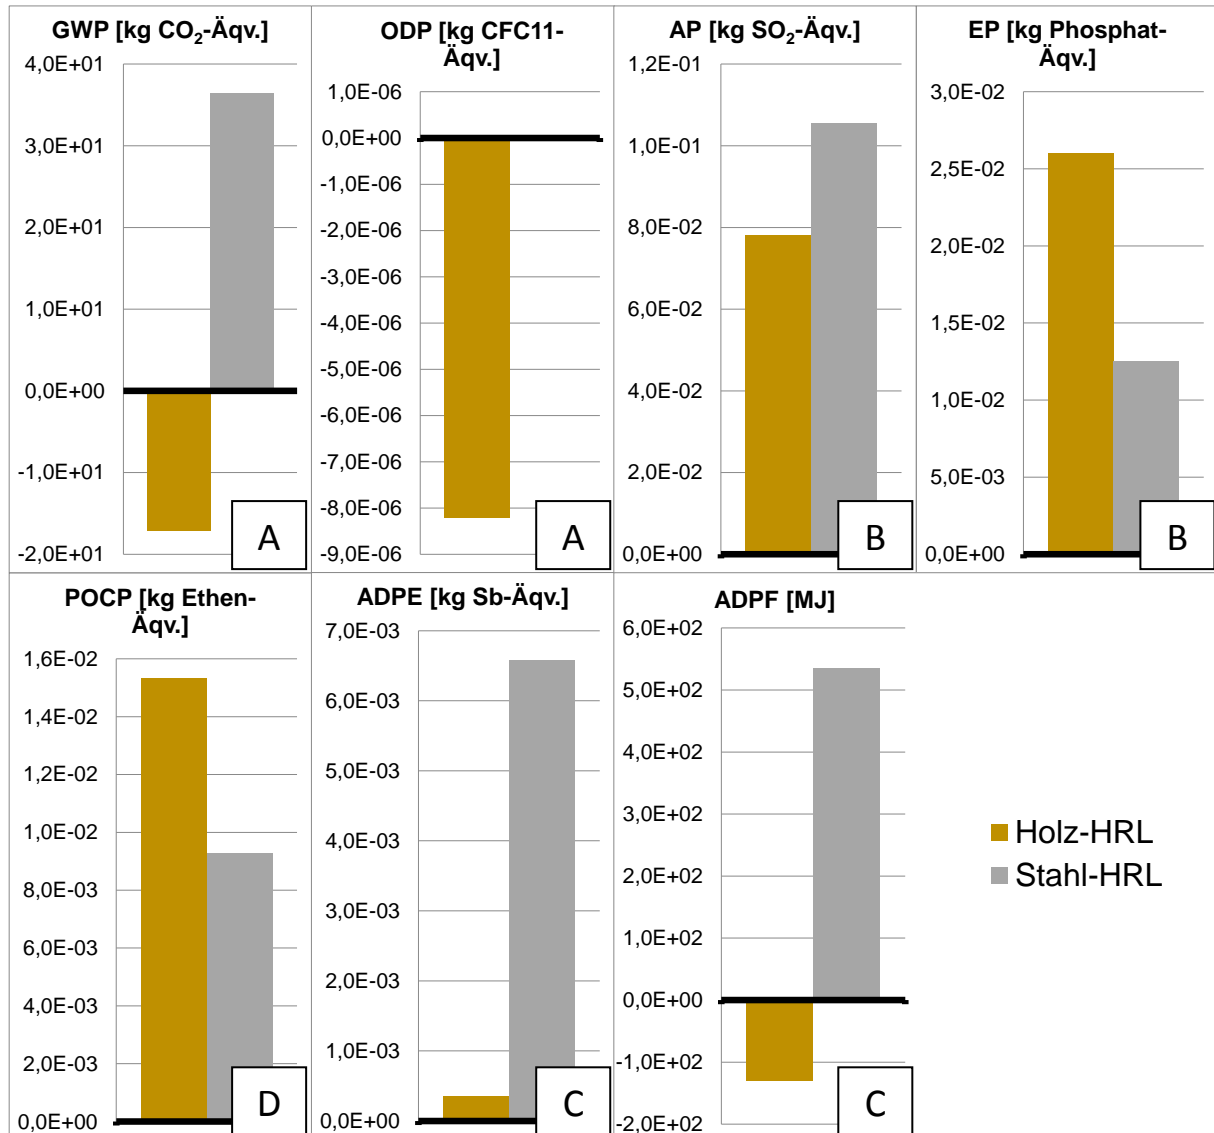 GWP [kg CO₂-Äqv.]
4,0E+01
3,0E+01
2,0E+01
1,0E+01
0,0E+00
-1,0E+01
-2,0E+01
A
ODP [kg CFC11-
Äqv.]
1,0E-06
0,0E+00
-1,0E-06
-2,0E-06
-3,0E-06
-4,0E-06
-5,0E-06
-6,0E-06
-7,0E-06
-8,0E-06
-9,0E-06
A
AP [kg SO₂-Äqv.]
1,2E-01
1,0E-01
8,0E-02
6,0E-02
4,0E-02
2,0E-02
0,0E+00
B
EP [kg Phosphat-
Äqv.]
3,0E-02
2,5E-02
2,0E-02
1,5E-02
1,0E-02
5,0E-03
0,0E+00
B
POCP [kg Ethen-
Äqv.]
1,6E-02
1,4E-02
1,2E-02
1,0E-02
8,0E-03
6,0E-03
4,0E-03
2,0E-03
0,0E+00
D
ADPE [kg Sb-Äqv.]
7,0E-03
6,0E-03
5,0E-03
4,0E-03
3,0E-03
2,0E-03
1,0E-03
0,0E+00
C
ADPF [MJ]
6,0E+02
5,0E+02
4,0E+02
3,0E+02
2,0E+02
1,0E+02
0,0E+00
-1,0E+02
-2,0E+02
C
Holz-HRL
Stahl-HRL